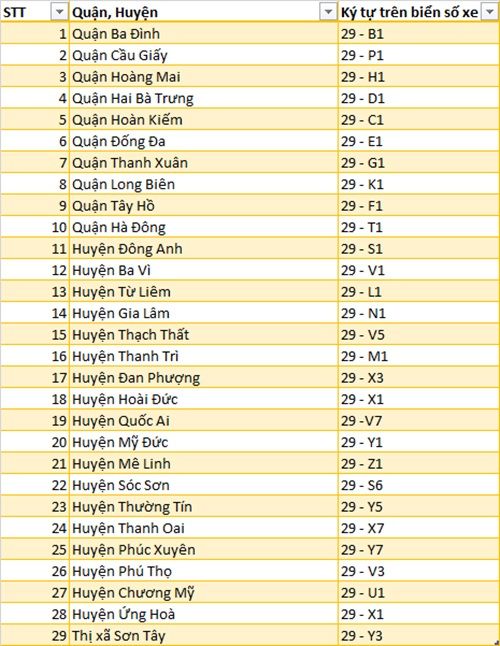 STT Quận, Huyện Ký tự trên biển số xe
1 Quận Ba Đình 29 - B1
2 Quận Cầu Giấy 29 - P1
3 Quận Hoàng Mai 29 - H1
4 Quận Hai Bà Trưng 29 - D1
5 Quận Hoàn Kiếm 29 - C1
6 Quận Đống Đa 29 - E1
7 Quận Thanh Xuân 29 - G1
8 Quận Long Biên 29 - K1
9 Quận Tây Hồ 29 - F1
10 Quận Hà Đông 29 - T1
11 Huyện Đông Anh 29 - S1
12 Huyện Ba Vì 29 - V1
13 Huyện Từ Liêm 29 - L1
14 Huyện Gia Lâm 29 - N1
15 Huyện Thạch Thất 29 - V5
16 Huyện Thanh Trì 29 - M1
17 Huyện Đan Phượng 29 - X3
18 Huyện Hoài Đức 29 - X1
19 Huyện Quốc Ai 29 -V7
20 Huyện Mỹ Đức 29 - Y1
21 Huyện Mê Linh 29 - Z1
22 Huyện Sóc Sơn 29 - S6
23 Huyện Thường Tín 29 - Y5
24 Huyện Thanh Oai 29 - X7
25 Huyện Phúc Xuyên 29 - Y7
26 Huyện Phú Thọ 29 - V3
27 Huyện Chương Mỹ 29 - U1
28 Huyện Ứng Hoà 29 - X1
29 Thị xã Sơn Tây 29 - Y3